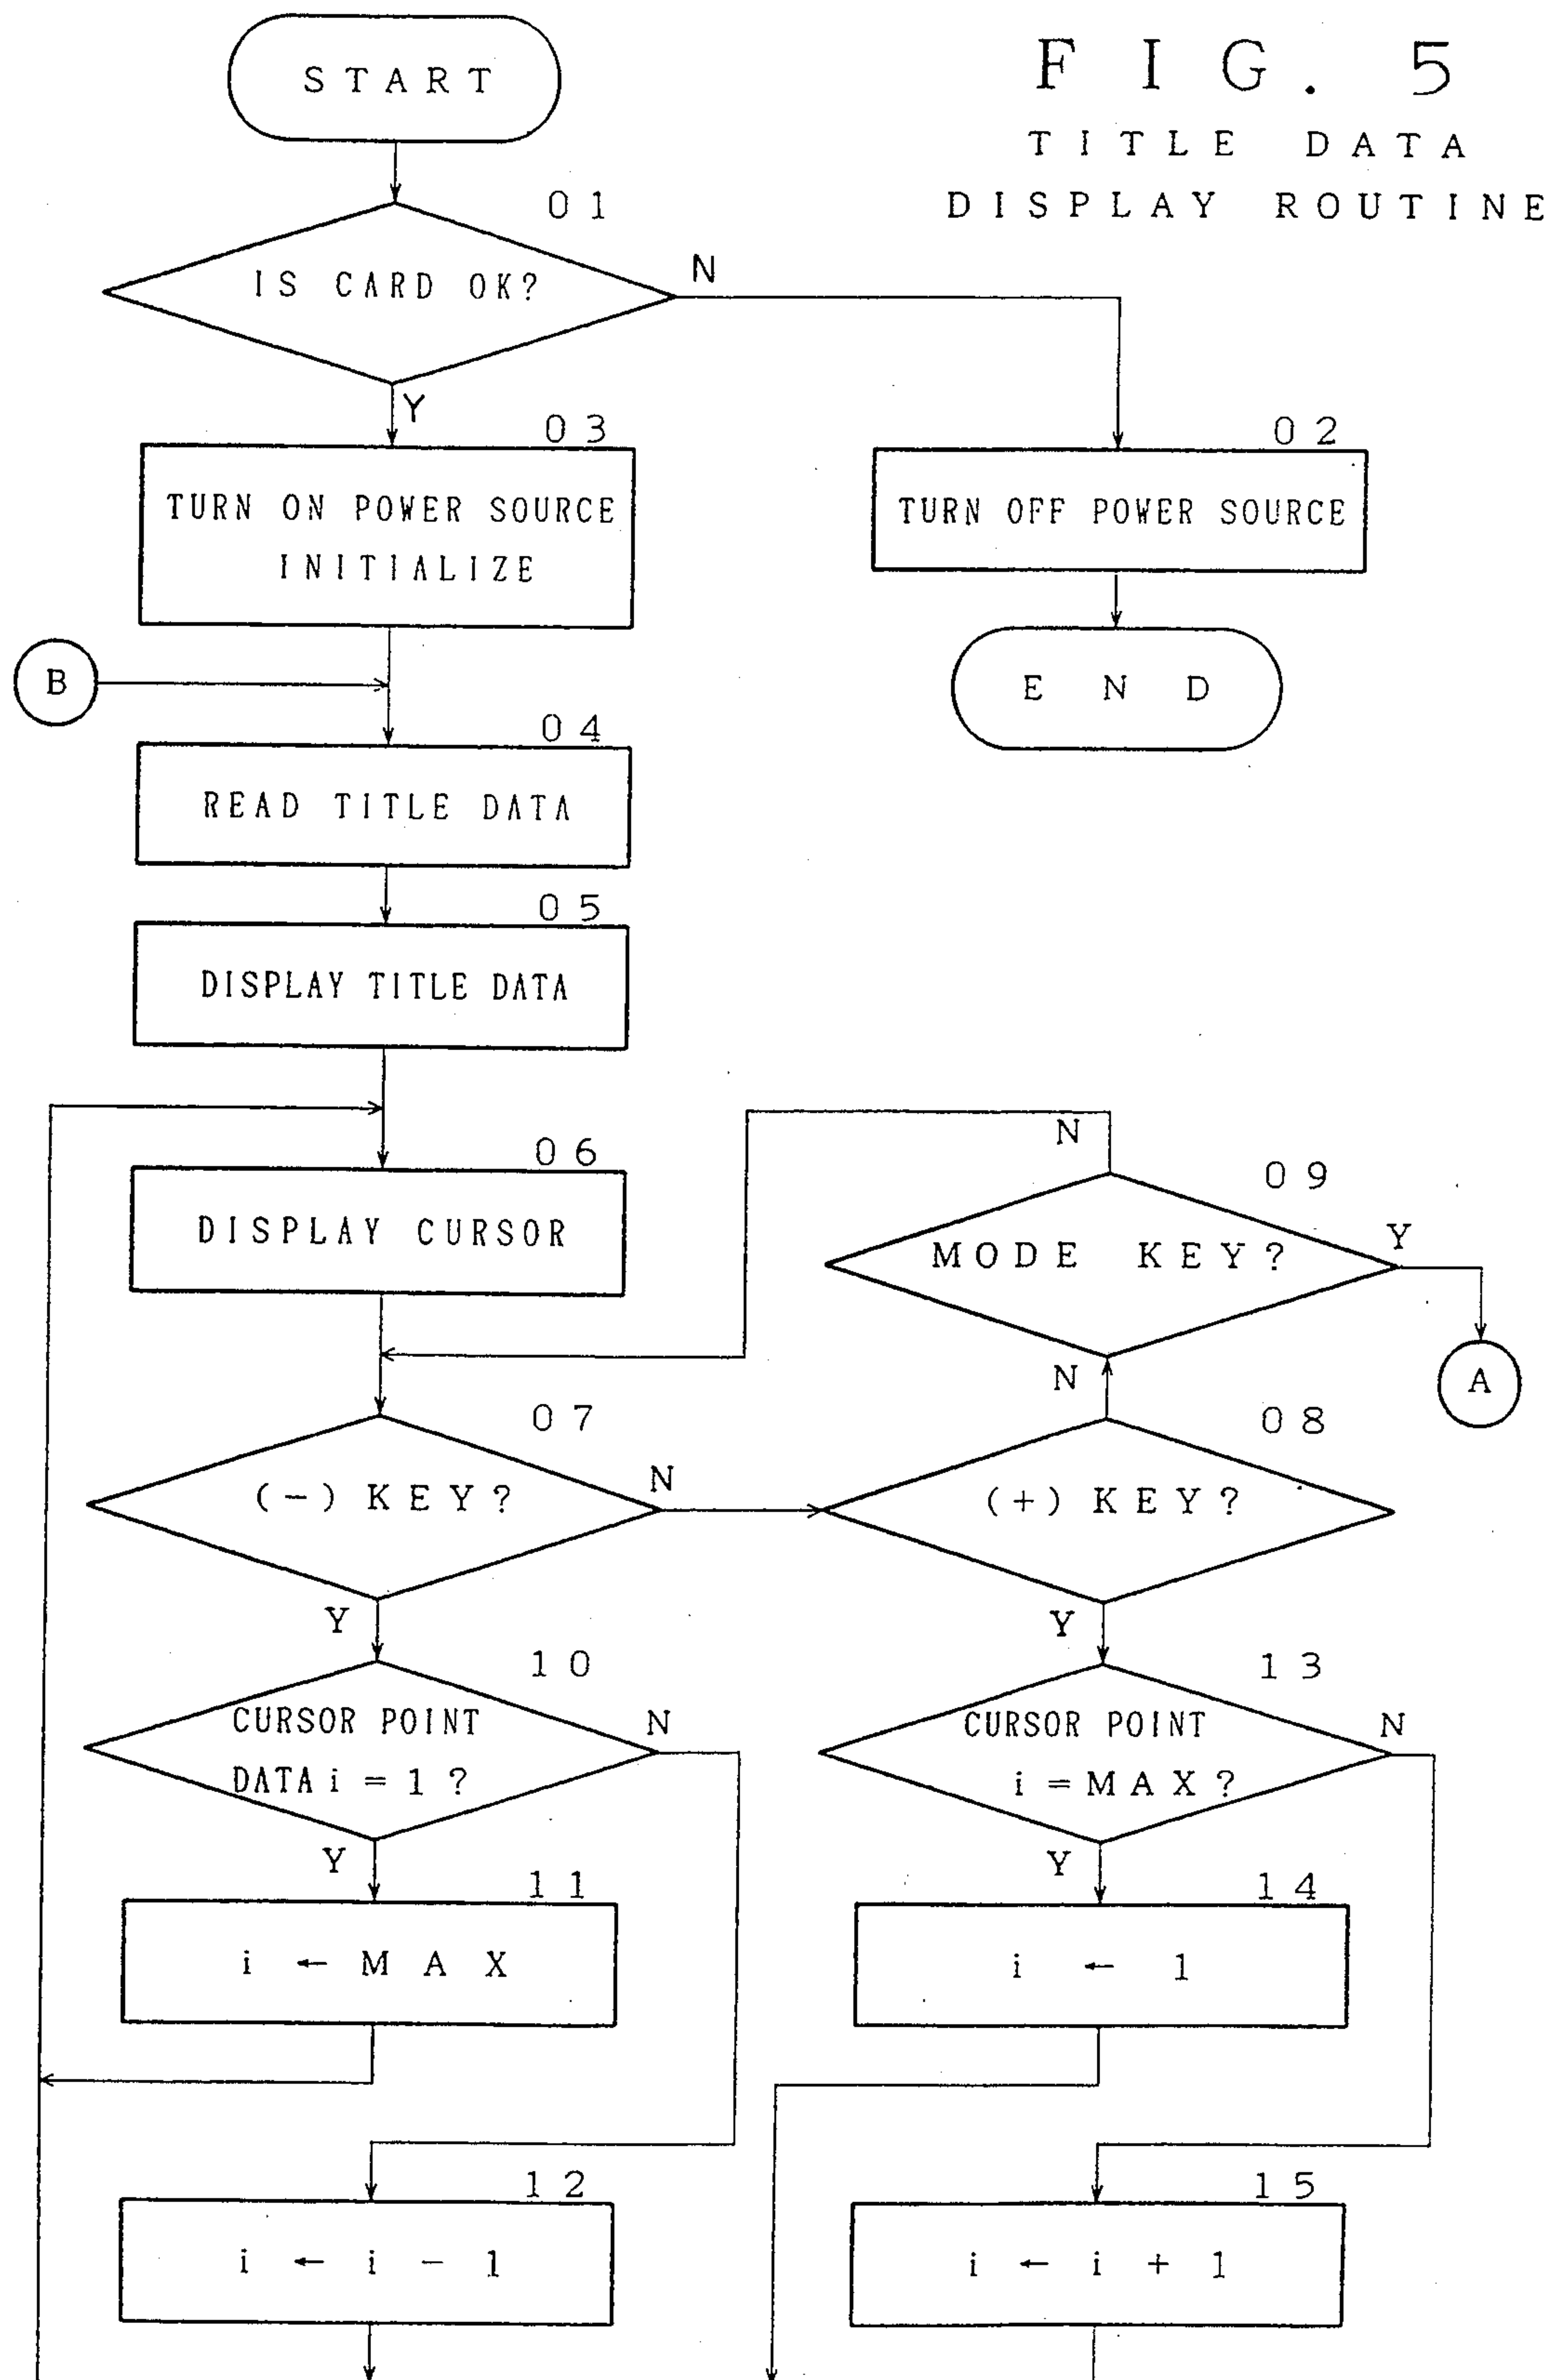 FIG. 5
TITLE DATA
DISPLAY ROUTINE
START
01
IS CARD OK?
N
Y
03
TURN ON POWER SOURCE
INITIALIZE
02
TURN OFF POWER SOURCE
END
B
04
READ TITLE DATA
05
DISPLAY TITLE DATA
06
DISPLAY CURSOR
N
09
MODE KEY?
Y
A
N
07
(-) KEY?
N
08
(+) KEY?
Y
Y
10
CURSOR POINT
DATA i = 1 ?
N
13
CURSOR POINT
i = MAX ?
N
Y
Y
11
i ← MAX
14
i ← 1
12
i ← i - 1
15
i ← i + 1